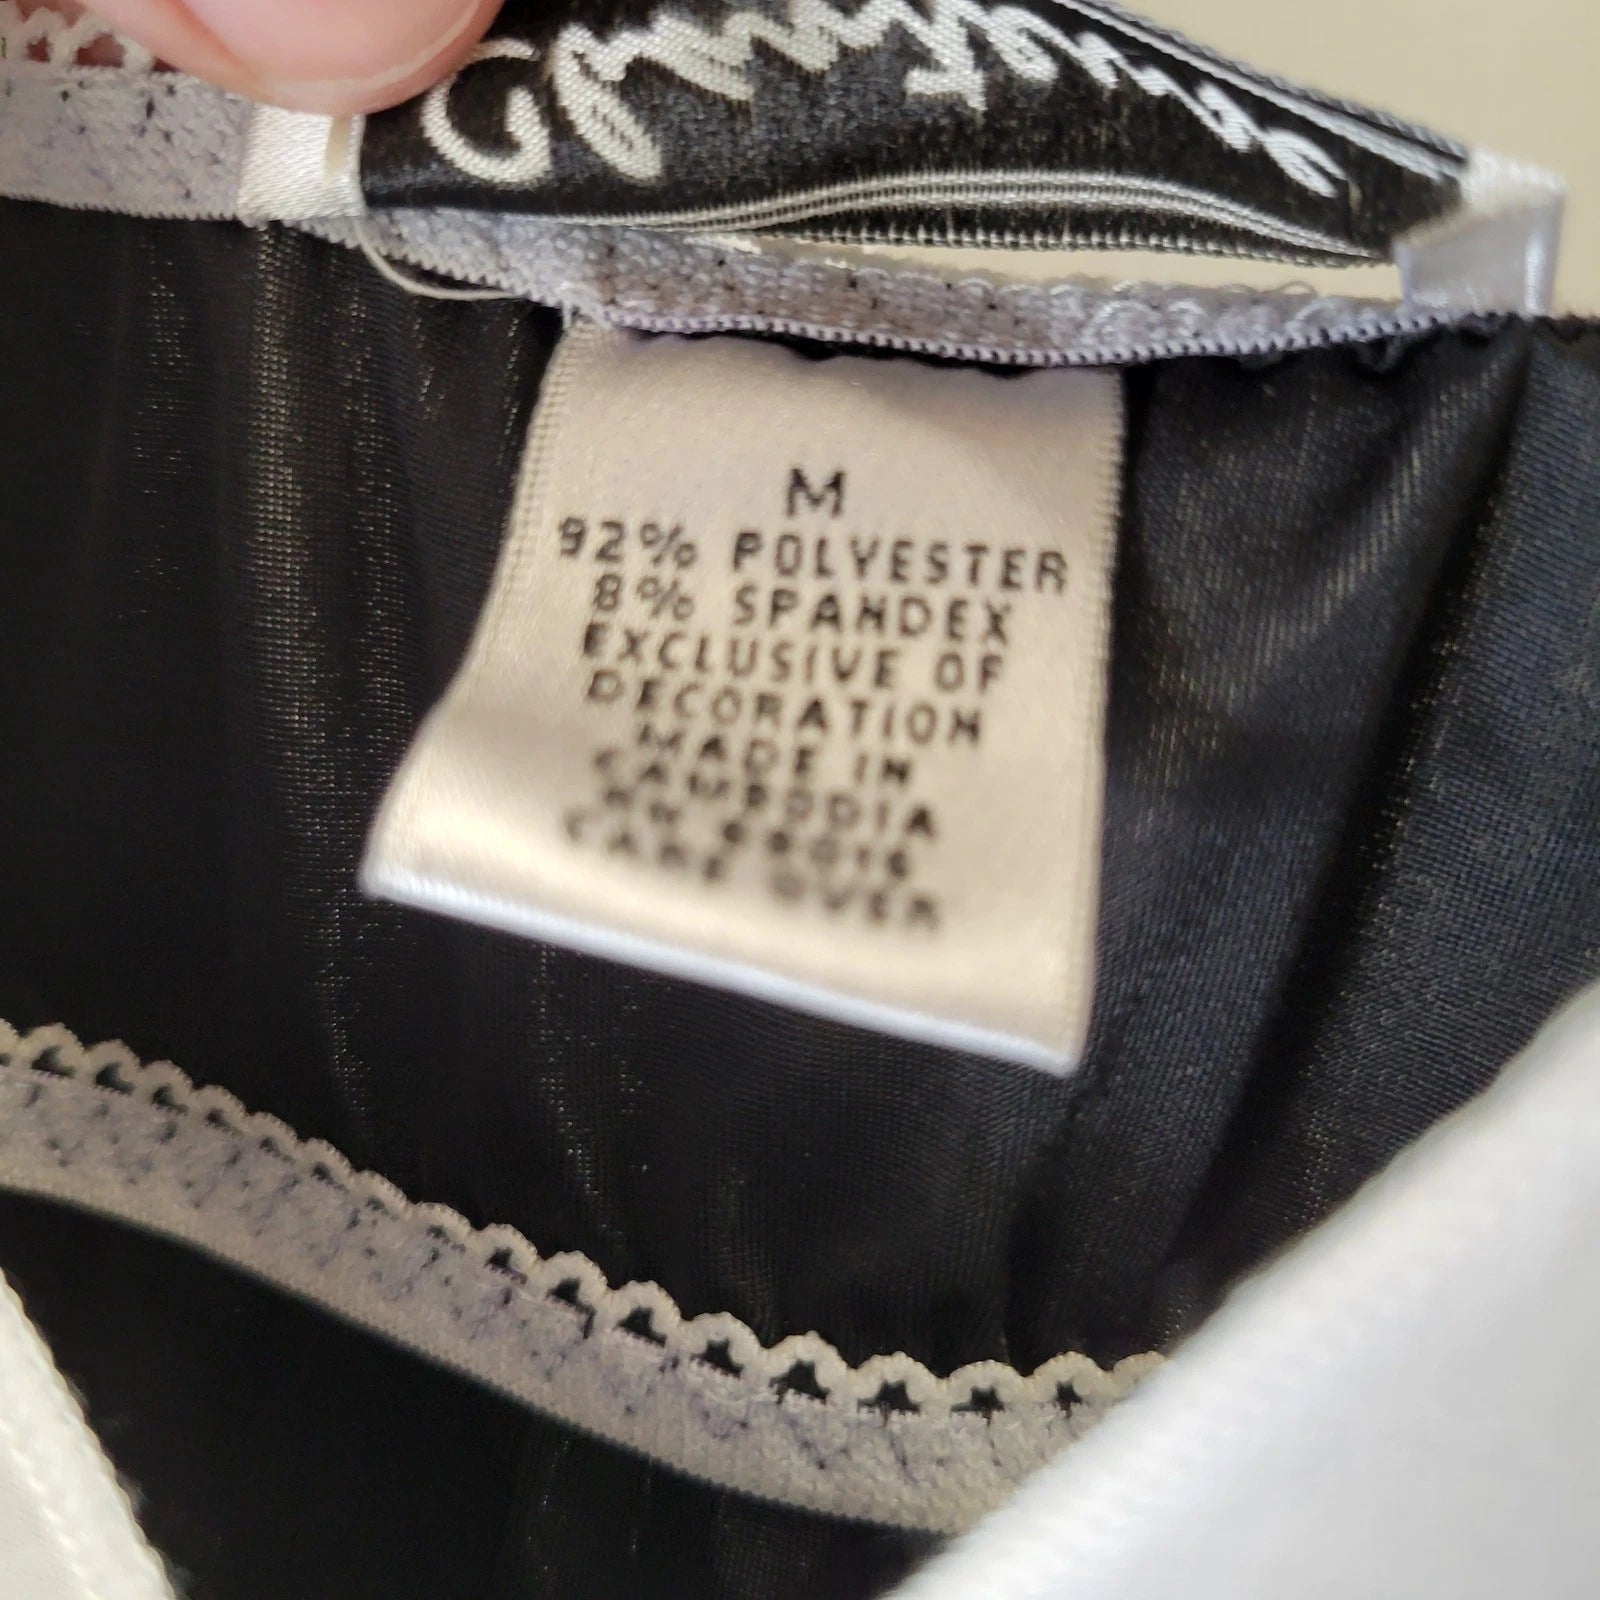 M
92% POLYESTER
8% SPANDEX
EXCLUSIVE OF
DECORATION
MADE IN
CAMBODIA
CARE OVER